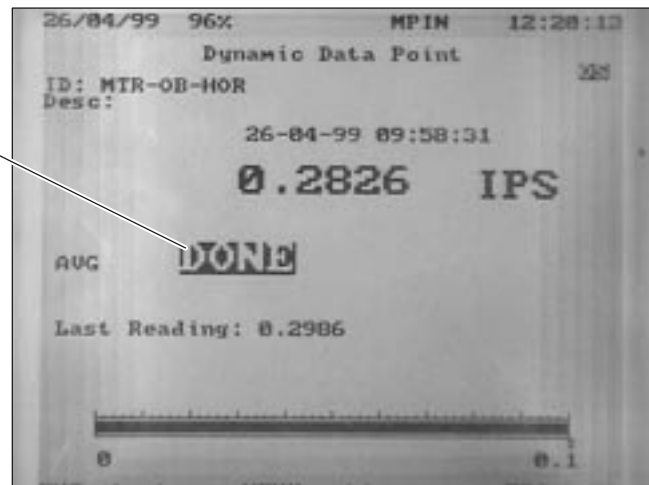 26/04/99 96% MPIN 12:20:13
Dynamic Data Point
ID: MTR-OB-HOR
Desc:
26-04-99 09:58:31
0.2826 IPS
AVG DONE
Last Reading: 0.2986
0 0.1